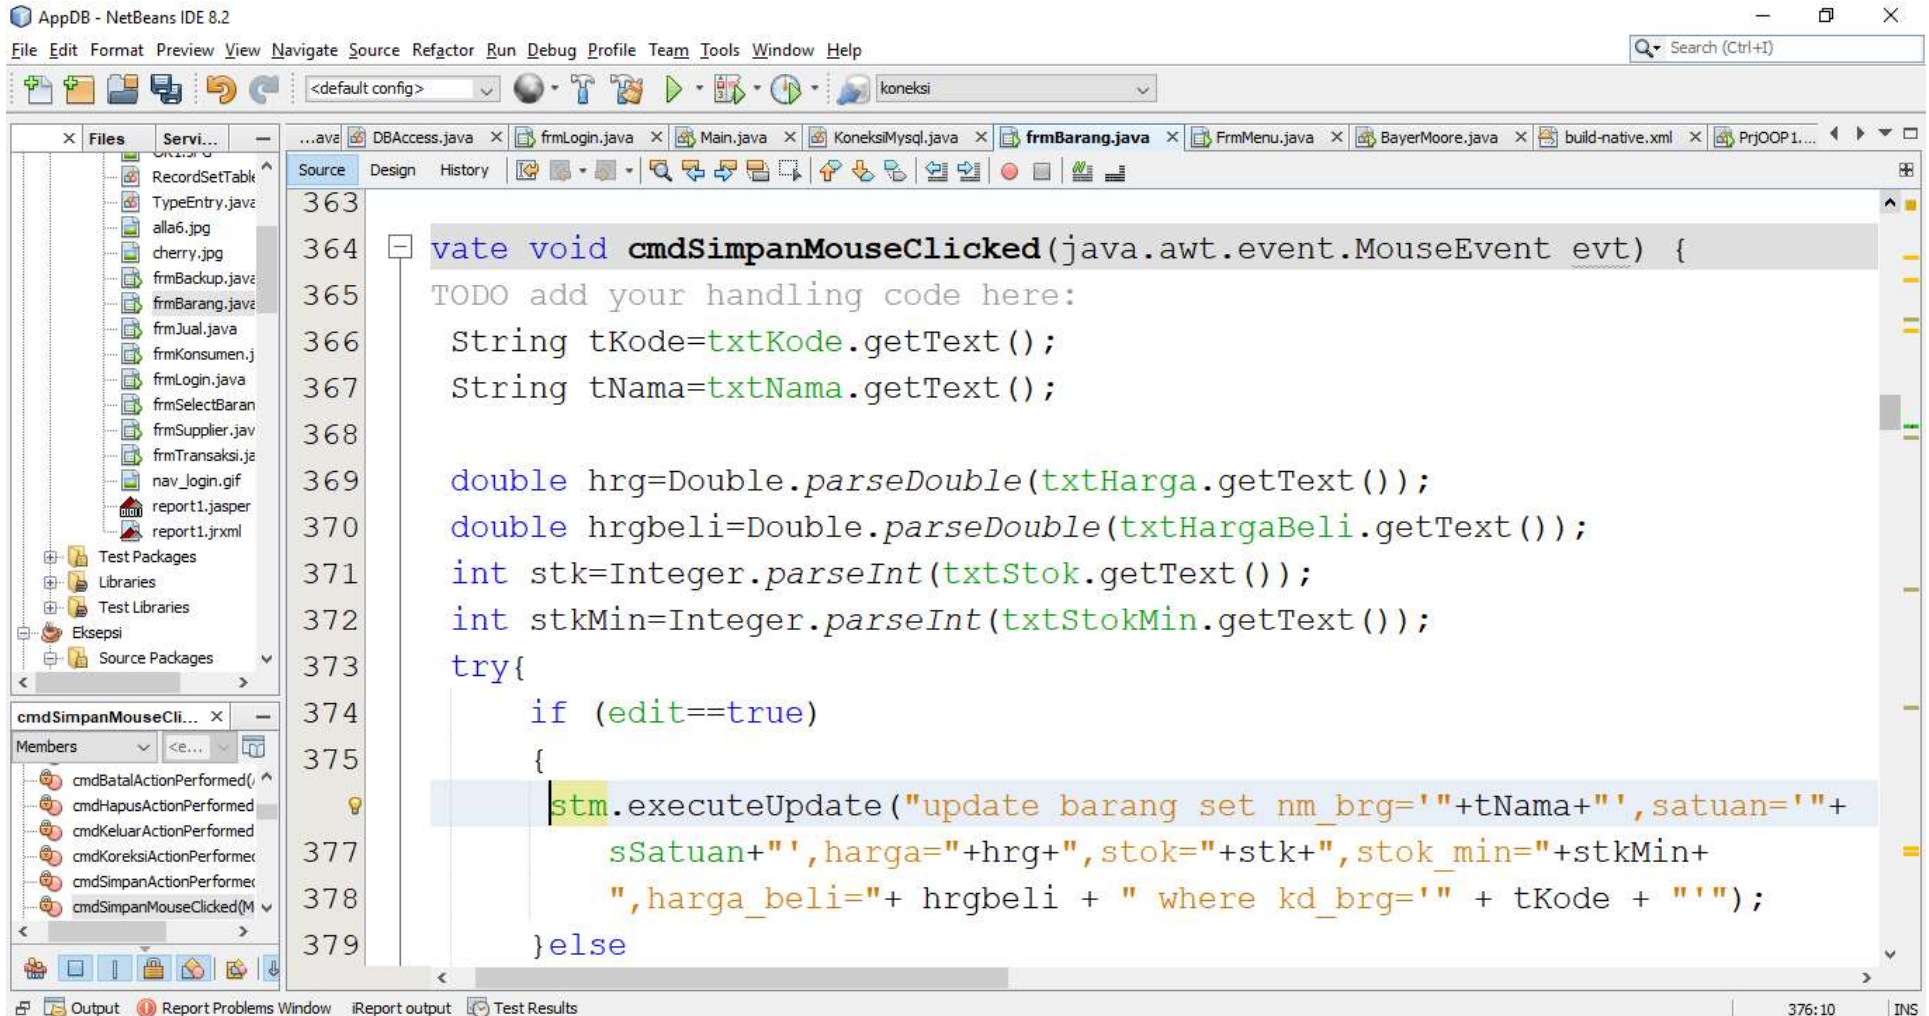 AppDB - NetBeans IDE 8.2
File Edit Format Preview View Navigate Source Refactor Run Debug Profile Team Tools Window Help
Search (Ctrl+I)
<default config>
koneksi
Files Servi...
...ava DBAccess.java frmLogin.java Main.java KoneksiMysql.java frmBarang.java FrmMenu.java BayerMoore.java build-native.xml PrjOOP1....
Source Design History
RecordSetTable
TypeEntry.java
alla6.jpg
cherry.jpg
frmBackup.java
frmBarang.java
frmJual.java
frmKonsumen.j
frmLogin.java
frmSelectBaran
frmSupplier.jav
frmTransaksi.ja
nav_login.gif
report1.jasper
report1.jrxml
Test Packages
Libraries
Test Libraries
Eksepsi
Source Packages
cmdSimpanMouseCli...
Members <e...
cmdBatalActionPerformed(
cmdHapusActionPerformed
cmdKeluarActionPerformed
cmdKoreksiActionPerformed
cmdSimpanActionPerformed
cmdSimpanMouseClicked(M
363
364 vate void cmdSimpanMouseClicked(java.awt.event.MouseEvent evt) {
365 TODO add your handling code here:
366 String tKode=txtKode.getText();
367 String tNama=txtNama.getText();
368
369 double hrg=Double.parseDouble(txtHarga.getText());
370 double hrgbeli=Double.parseDouble(txtHargaBeli.getText());
371 int stk=Integer.parseInt(txtStok.getText());
372 int stkMin=Integer.parseInt(txtStokMin.getText());
373 try{
374 if (edit==true)
375 {
stm.executeUpdate("update barang set nm_brg='"+tNama+"',satuan='"+
377 sSatuan+"',harga="+hrg+",stok="+stk+",stok_min="+stkMin+
378 ",harga_beli="+ hrgbeli + " where kd_brg='" + tKode + "'");
379 }else
Output Report Problems Window iReport output Test Results
376:10 INS